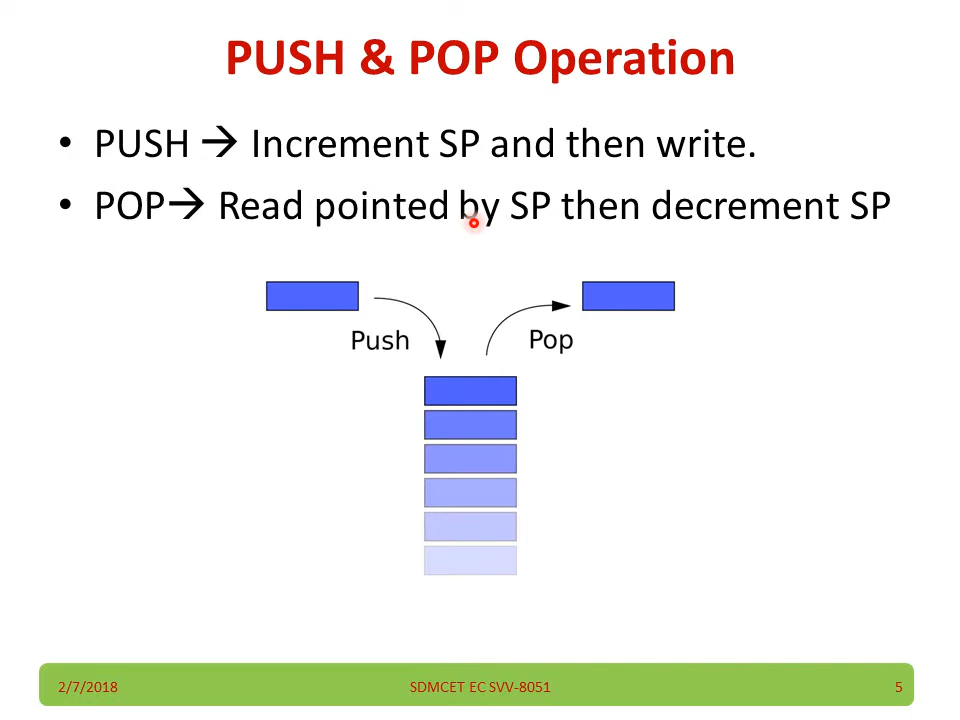 PUSH & POP Operation
• PUSH → Increment SP and then write.
• POP→ Read pointed by SP then decrement SP
Push
Pop
2/7/2018
SDMCET EC SVV-8051
5